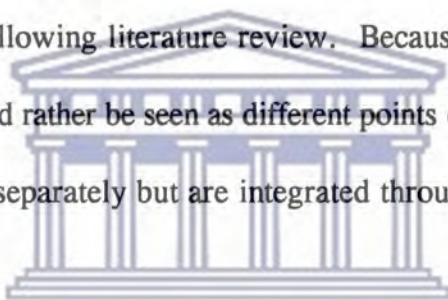 llowing literature review. Becaus
d rather be seen as different points
separately but are integrated throu